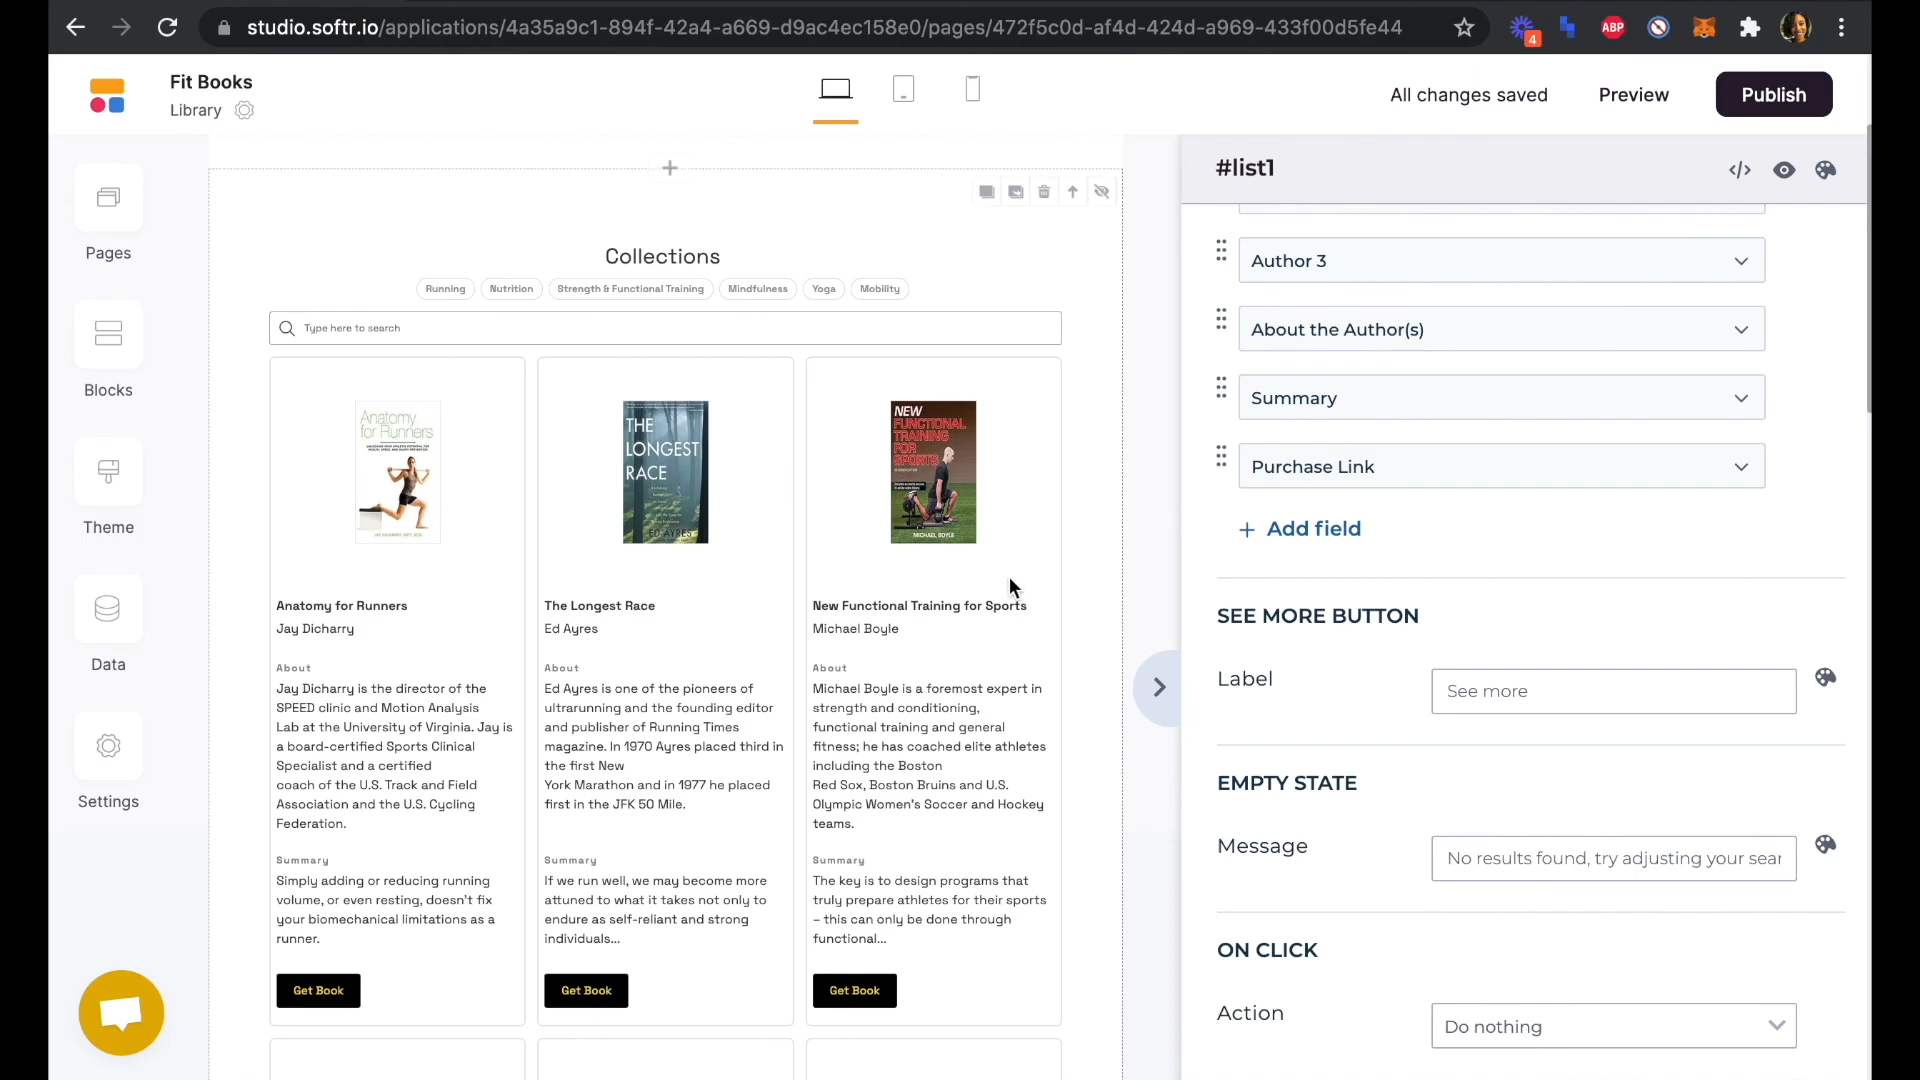 studio.softr.io/applications/4a35a9c1-894f-42a4-a669-d9ac4ec158e0/pages/472f5c0d-af4d-424d-a969-433f00d5fe44
4
ABP
Fit Books
Library
All changes saved
Preview
Publish
Pages
Blocks
Theme
Data
Settings
Collections
Running
Nutrition
Strength & Functional Training
Mindfulness
Yoga
Mobility
Type here to search
Anatomy
for Runners
JAY DICHARRY, MPT, SCS
THE
LONGEST
RACE
ED AYRES
NEW
FUNCTIONAL
TRAINING
FOR
SPORTS
MICHAEL BOYLE
Anatomy for Runners
Jay Dicharry
About
Jay Dicharry is the director of the
SPEED clinic and Motion Analysis
Lab at the University of Virginia. Jay is
a board-certified Sports Clinical
Specialist and a certified
coach of the U.S. Track and Field
Association and the U.S. Cycling
Federation.
Summary
Simply adding or reducing running
volume, or even resting, doesn't fix
your biomechanical limitations as a
runner.
Get Book
The Longest Race
Ed Ayres
About
Ed Ayres is one of the pioneers of
ultrarunning and the founding editor
and publisher of Running Times
magazine. In 1970 Ayres placed third in
the first New
York Marathon and in 1977 he placed
first in the JFK 50 Mile.
Summary
If we run well, we may become more
attuned to what it takes not only to
endure as self-reliant and strong
individuals...
Get Book
New Functional Training for Sports
Michael Boyle
About
Michael Boyle is a foremost expert in
strength and conditioning,
functional training and general
fitness; he has coached elite athletes
including the Boston
Red Sox, Boston Bruins and U.S.
Olympic Women's Soccer and Hockey
teams.
Summary
The key is to design programs that
truly prepare athletes for their sports
– this can only be done through
functional...
Get Book
#list1
Author 3
About the Author(s)
Summary
Purchase Link
+ Add field
SEE MORE BUTTON
Label
See more
EMPTY STATE
Message
No results found, try adjusting your sear
ON CLICK
Action
Do nothing